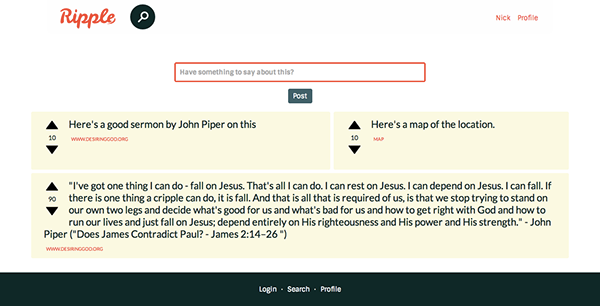 Ripple
Nick Profile
Have something to say about this?
Post
Here's a good sermon by John Piper on this
10
WWW.DESIRINGGOD.ORG
Here's a map of the location.
10
MAP
"I've got one thing I can do - fall on Jesus. That's all I can do. I can rest on Jesus. I can depend on Jesus. I can fall. If
there is one thing a cripple can do, it is fall. And that is all that is required of us, is that we stop trying to stand on
90
our own two legs and decide what's good for us and what's bad for us and how to get right with God and how to
run our lives and just fall on Jesus; depend entirely on His righteousness and His power and His strength." - John
Piper ("Does James Contradict Paul? - James 2:14–26 ")
WWW.DESIRINGGOD.ORG
Login · Search · Profile